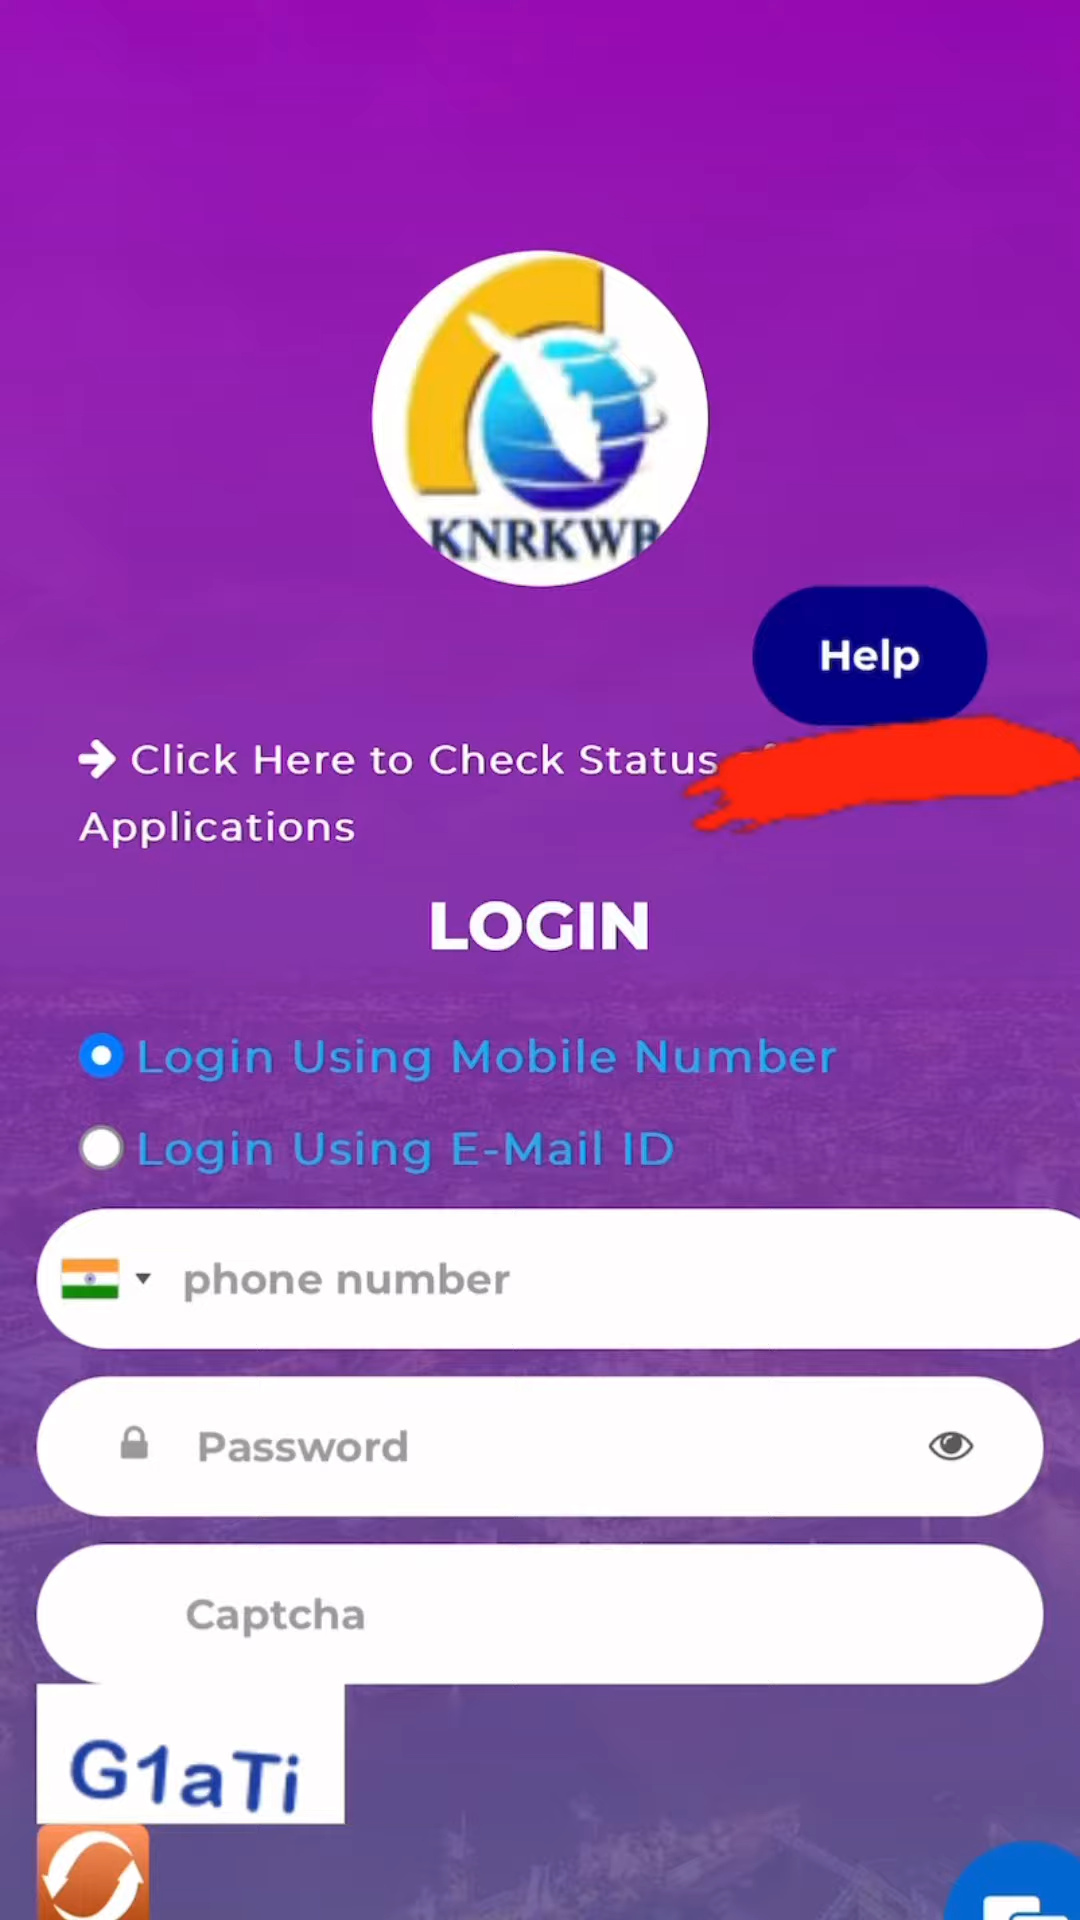 KNRKWB
Help
Click Here to Check Status
Applications
LOGIN
Login Using Mobile Number
Login Using E-Mail ID
phone number
Password
Captcha
G1aTi